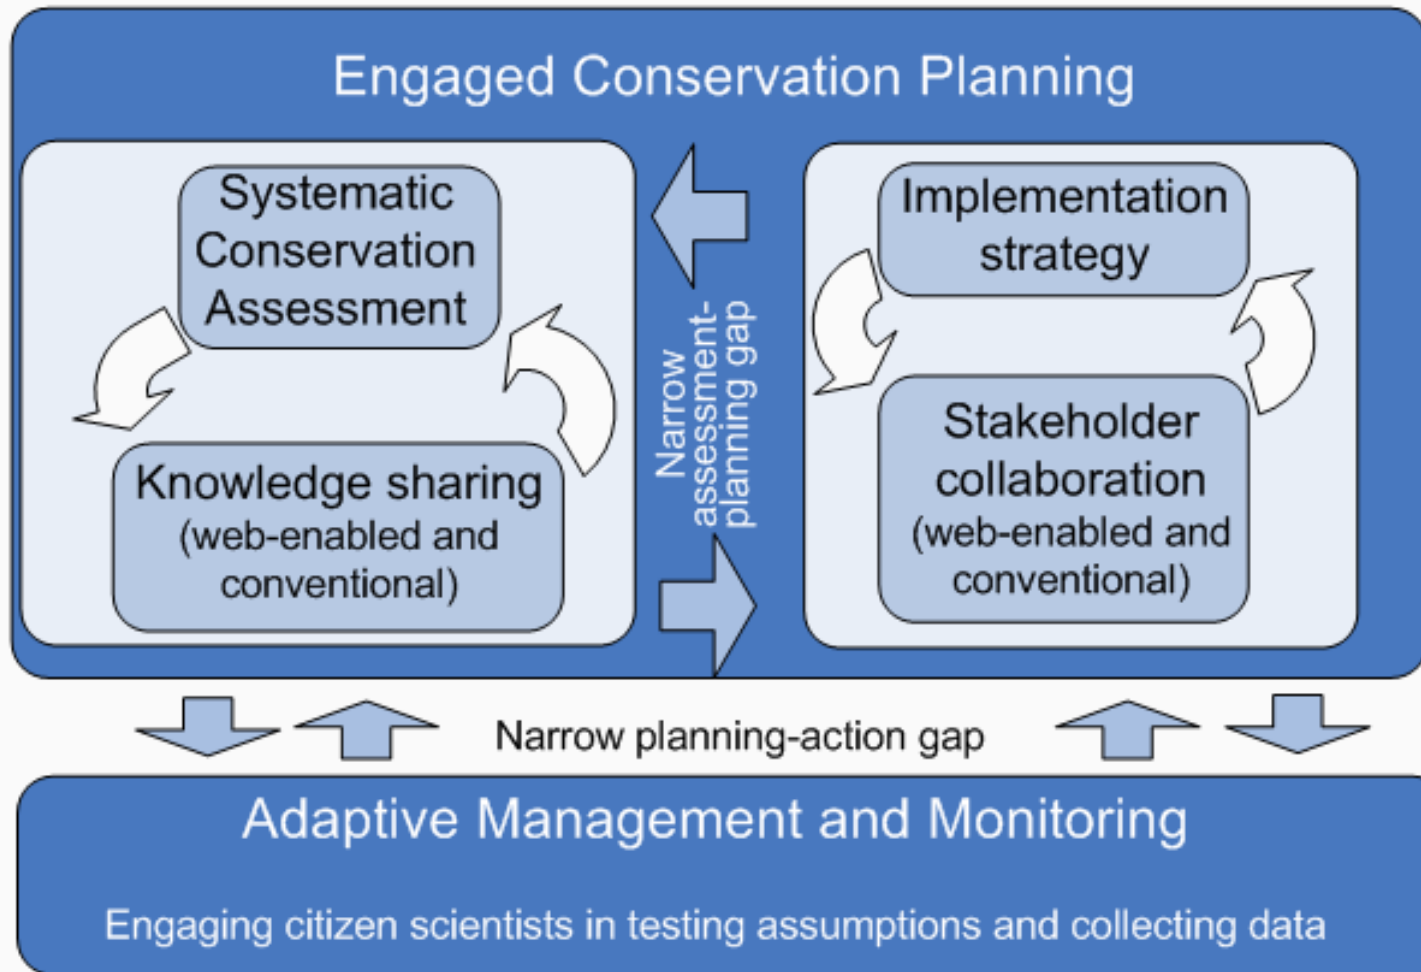 Engaged Conservation Planning
Systematic
Conservation
Assessment
Knowledge sharing
(web-enabled and
conventional)
Narrow
assessment-
planning gap
Implementation
strategy
Stakeholder
collaboration
(web-enabled and
conventional)
Narrow planning-action gap
Adaptive Management and Monitoring
Engaging citizen scientists in testing assumptions and collecting data